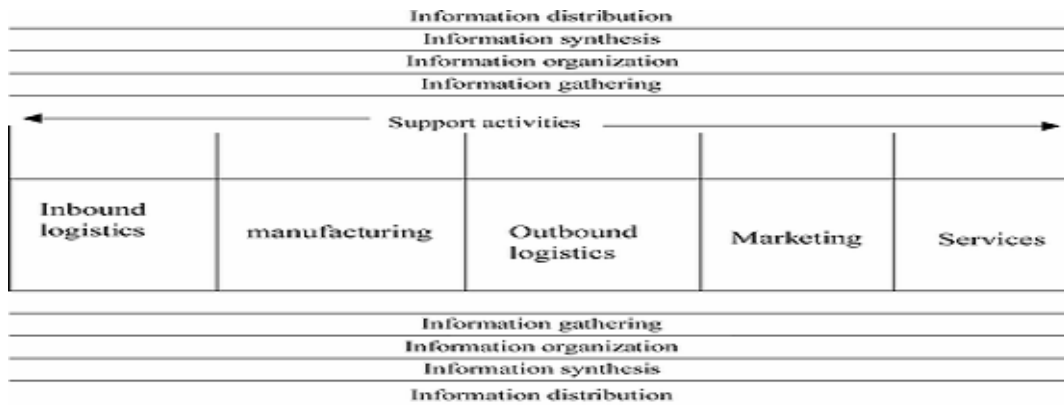 Information distribution
Information synthesis
Information organization
Information gathering
Support activities
Inbound
logistics
manufacturing
Outbound
logistics
Marketing
Services
Information gathering
Information organization
Information synthesis
Information distribution